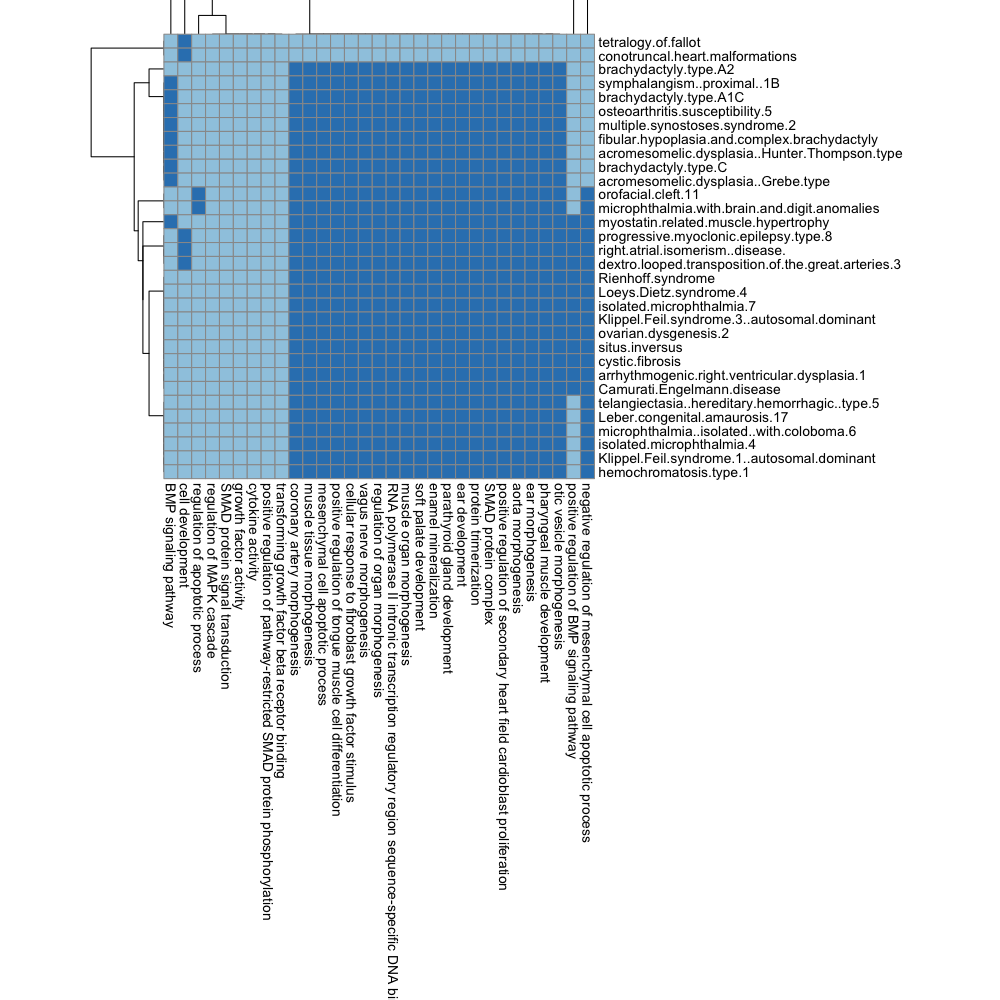 tetralogy.of.fallot
conotruncal.heart.malformations
brachydactyly.type.A2
symphalangism..proximal..1B
brachydactyly.type.A1C
osteoarthritis.susceptibility.5
multiple.synostoses.syndrome.2
fibular.hypoplasia.and.complex.brachydactyly
acromesomelic.dysplasia..Hunter.Thompson.type
brachydactyly.type.C
acromesomelic.dysplasia..Grebe.type
orofacial.cleft.11
microphthalmia.with.brain.and.digit.anomalies
myostatin.related.muscle.hypertrophy
progressive.myoclonic.epilepsy.type.8
right.atrial.isomerism..disease.
dextro.looped.transposition.of.the.great.arteries.3
Rienhoff.syndrome
Loeys.Dietz.syndrome.4
isolated.microphthalmia.7
Klippel.Feil.syndrome.3..autosomal.dominant
ovarian.dysgenesis.2
situs.inversus
cystic.fibrosis
arrhythmogenic.right.ventricular.dysplasia.1
Camurati.Engelmann.disease
telangiectasia..hereditary.hemorrhagic..type.5
Leber.congenital.amaurosis.17
microphthalmia..isolated..with.coloboma.6
isolated.microphthalmia.4
Klippel.Feil.syndrome.1..autosomal.dominant
hemochromatosis.type.1
BMP signaling pathway
cell development
regulation of apoptotic process
regulation of MAPK cascade
SMAD protein signal transduction
growth factor activity
cytokine activity
positive regulation of pathway-restricted SMAD protein phosphorylation
transforming growth factor beta receptor binding
coronary artery morphogenesis
muscle tissue morphogenesis
mesenchymal cell apoptotic process
positive regulation of tongue muscle cell differentiation
cellular response to fibroblast growth factor stimulus
vagus nerve morphogenesis
regulation of organ morphogenesis
RNA polymerase II intronic transcription regulatory region sequence-specific DNA bi
muscle organ morphogenesis
soft palate development
enamel mineralization
parathyroid gland development
ear development
protein trimerization
SMAD protein complex
positive regulation of secondary heart field cardioblast proliferation
aorta morphogenesis
ear morphogenesis
pharyngeal muscle development
otic vesicle morphogenesis
positive regulation of BMP signaling pathway
negative regulation of mesenchymal cell apoptotic process